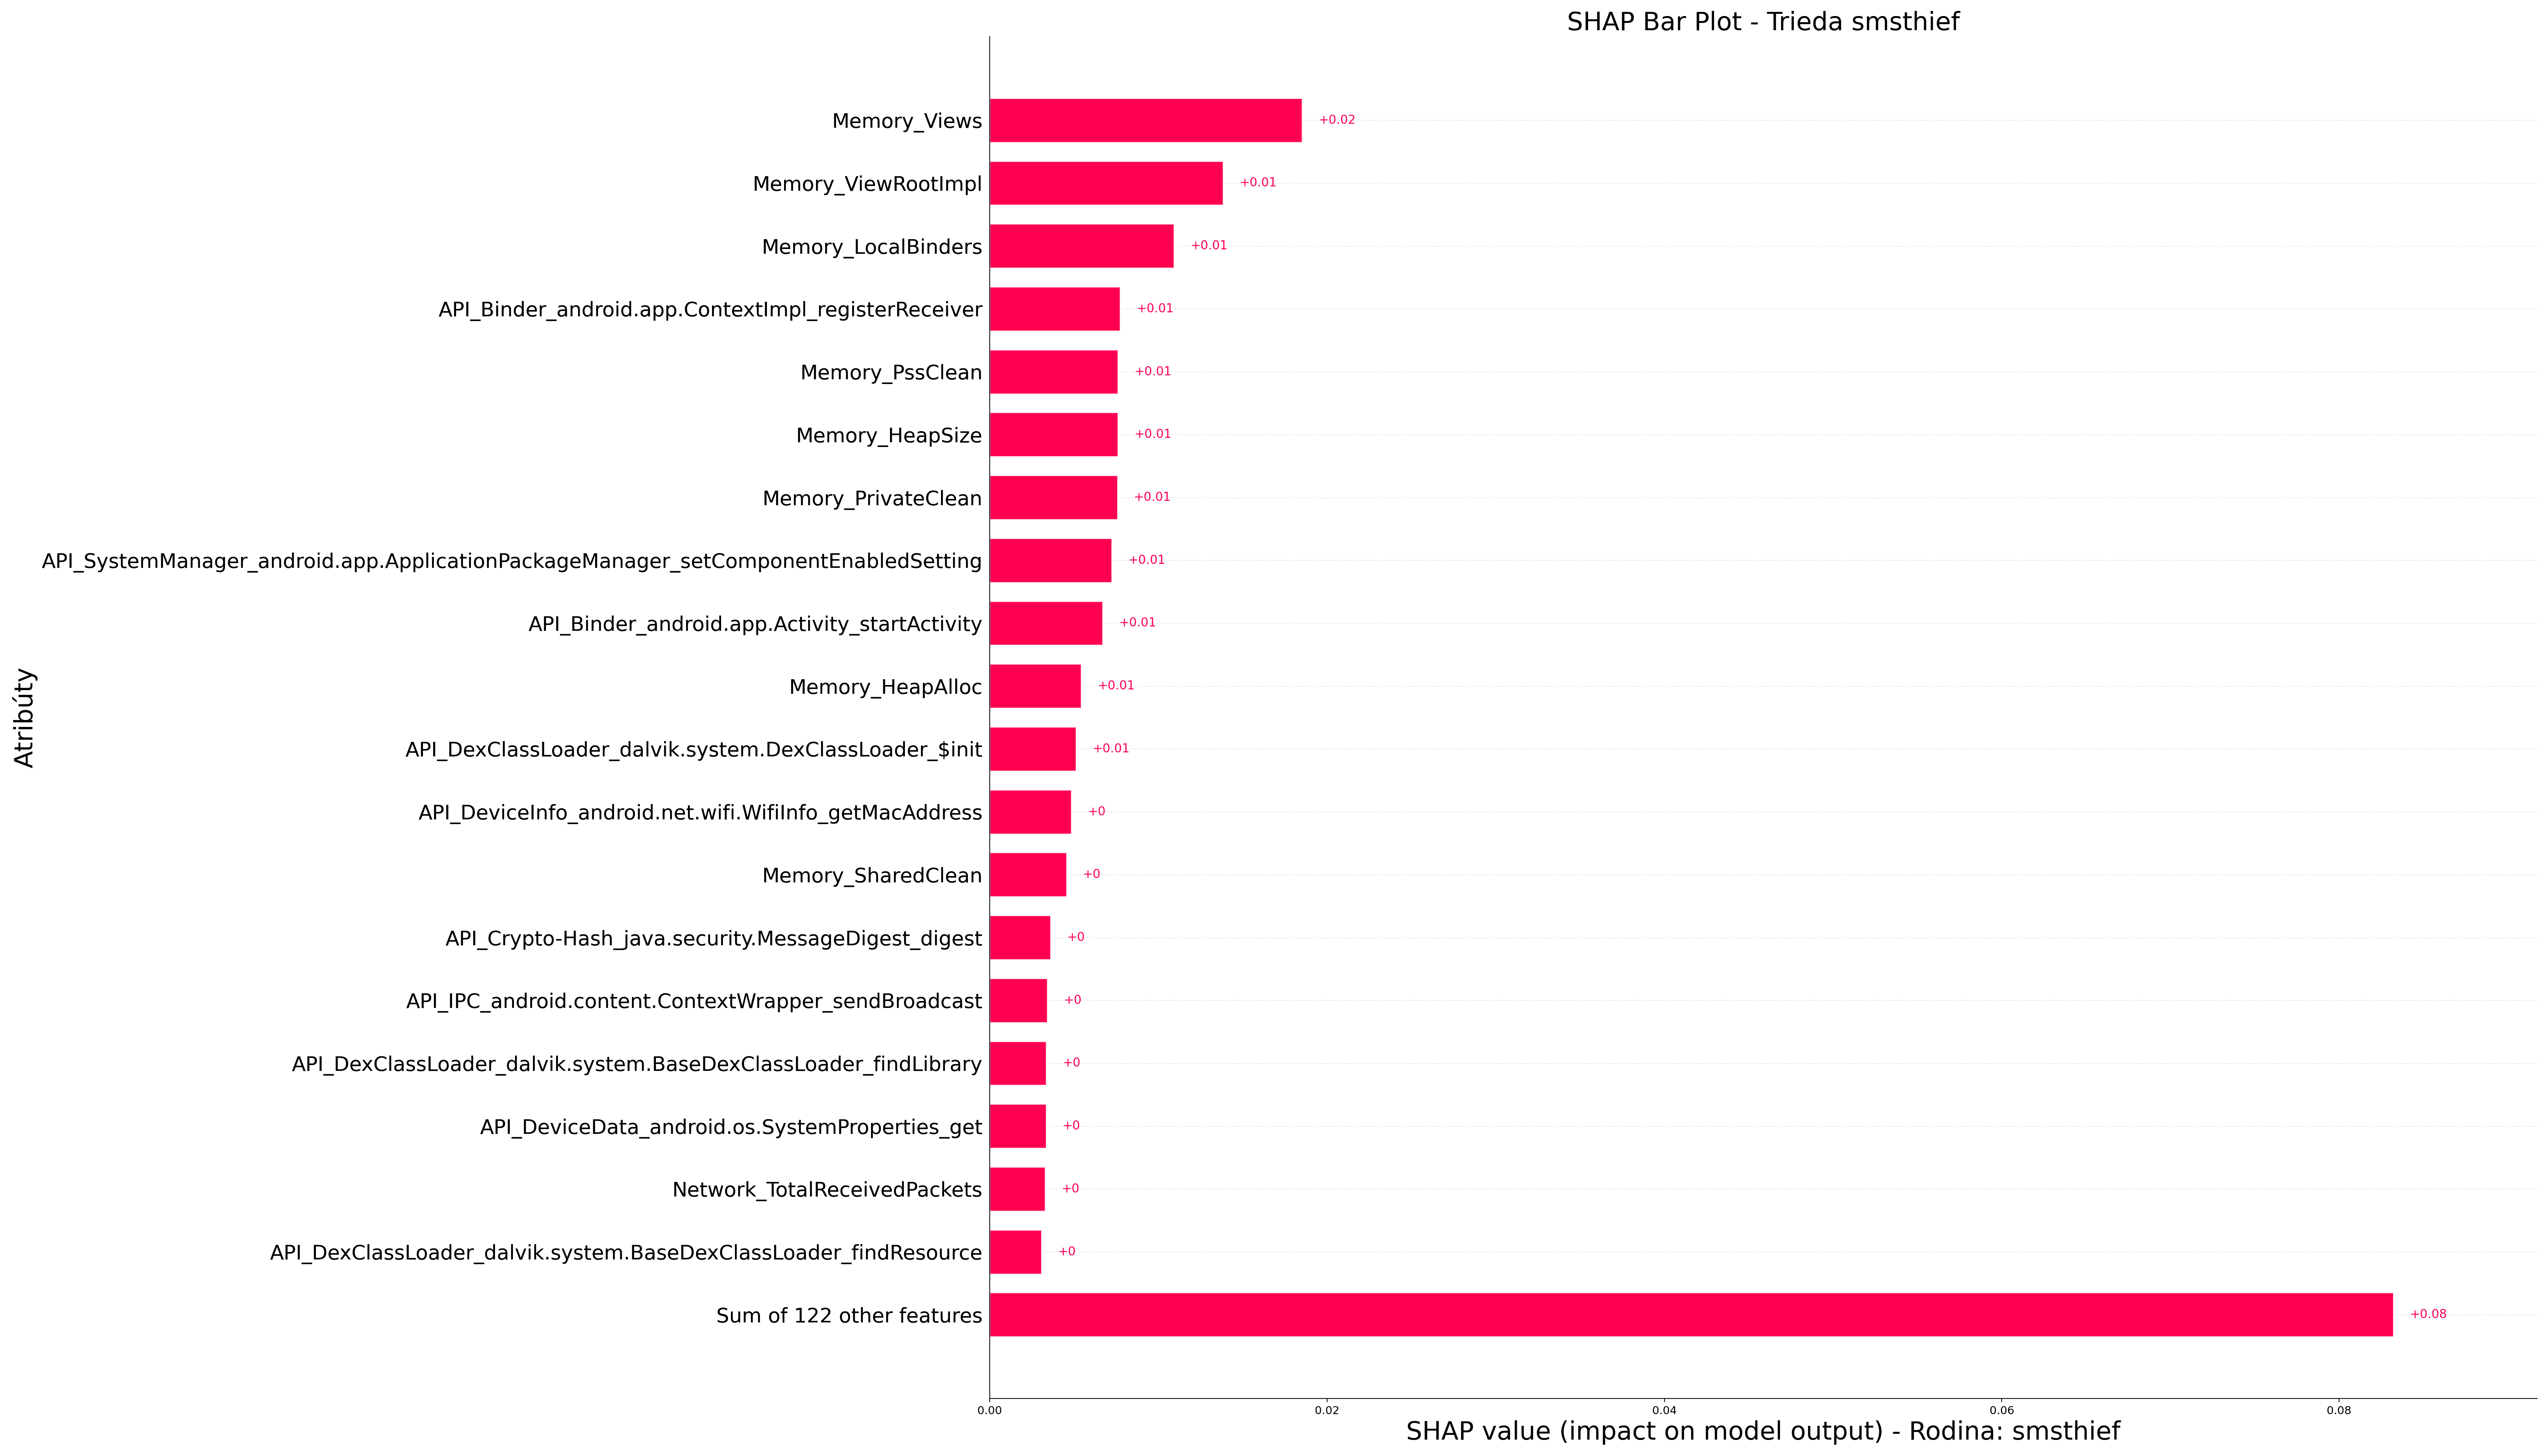 SHAP Bar Plot - Trieda smsthief
Atribúty
Memory_Views +0.02
Memory_ViewRootImpl +0.01
Memory_LocalBinders +0.01
API_Binder_android.app.ContextImpl_registerReceiver +0.01
Memory_PssClean +0.01
Memory_HeapSize +0.01
Memory_PrivateClean +0.01
API_SystemManager_android.app.ApplicationPackageManager_setComponentEnabledSetting +0.01
API_Binder_android.app.Activity_startActivity +0.01
Memory_HeapAlloc +0.01
API_DexClassLoader_dalvik.system.DexClassLoader_$init +0.01
API_DeviceInfo_android.net.wifi.WifiInfo_getMacAddress +0
Memory_SharedClean +0
API_Crypto-Hash_java.security.MessageDigest_digest +0
API_IPC_android.content.ContextWrapper_sendBroadcast +0
API_DexClassLoader_dalvik.system.BaseDexClassLoader_findLibrary +0
API_DeviceData_android.os.SystemProperties_get +0
Network_TotalReceivedPackets +0
API_DexClassLoader_dalvik.system.BaseDexClassLoader_findResource +0
Sum of 122 other features +0.08
0.00 0.02 0.04 0.06 0.08
SHAP value (impact on model output) - Rodina: smsthief